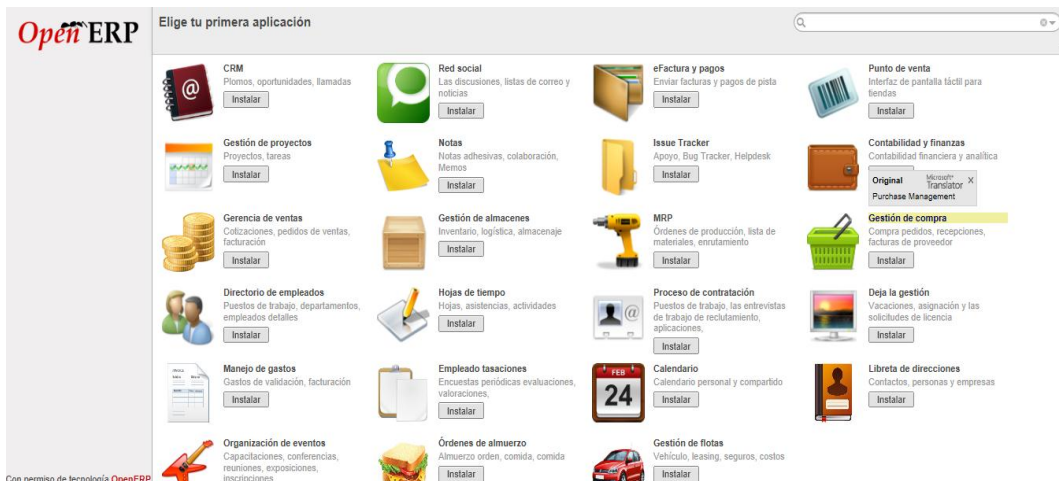 OpenERP
Elige tu primera aplicación
CRM
Plomos, oportunidades, llamadas
Instalar
Red social
Las discusiones, listas de correo y
noticias
Instalar
eFactura y pagos
Enviar facturas y pagos de pista
Instalar
Punto de venta
Interfaz de pantalla táctil para
tiendas
Instalar
Gestión de proyectos
Proyectos, tareas
Instalar
Notas
Notas adhesivas, colaboración,
Memos
Instalar
Issue Tracker
Apoyo, Bug Tracker, Helpdesk
Instalar
Contabilidad y finanzas
Contabilidad financiera y analítica
Original Microsoft® Translator X
Purchase Management
Gerencia de ventas
Cotizaciones, pedidos de ventas,
facturación
Instalar
Gestión de almacenes
Inventario, logística, almacenaje
Instalar
MRP
Órdenes de producción, lista de
materiales, enrutamiento
Instalar
Gestión de compra
Compra pedidos, recepciones,
facturas de proveedor
Instalar
Directorio de empleados
Puestos de trabajo, departamentos,
empleados detalles
Instalar
Hojas de tiempo
Hojas, asistencias, actividades
Instalar
Proceso de contratación
Puestos de trabajo, las entrevistas
de trabajo de reclutamiento,
aplicaciones,
Instalar
Deja la gestión
Vacaciones, asignación y las
solicitudes de licencia
Instalar
Manejo de gastos
Gastos de validación, facturación
Instalar
Empleado tasaciones
Encuestas periódicas evaluaciones,
valoraciones,
Instalar
FEB
24
Calendario
Calendario personal y compartido
Instalar
Libreta de direcciones
Contactos, personas y empresas
Instalar
Organización de eventos
Capacitaciones, conferencias,
reuniones, exposiciones,
inscripciones
Órdenes de almuerzo
Almuerzo orden, comida, comida
Instalar
Gestión de flotas
Vehículo, leasing, seguros, costos
Instalar
Con permiso de tecnología OpenERP